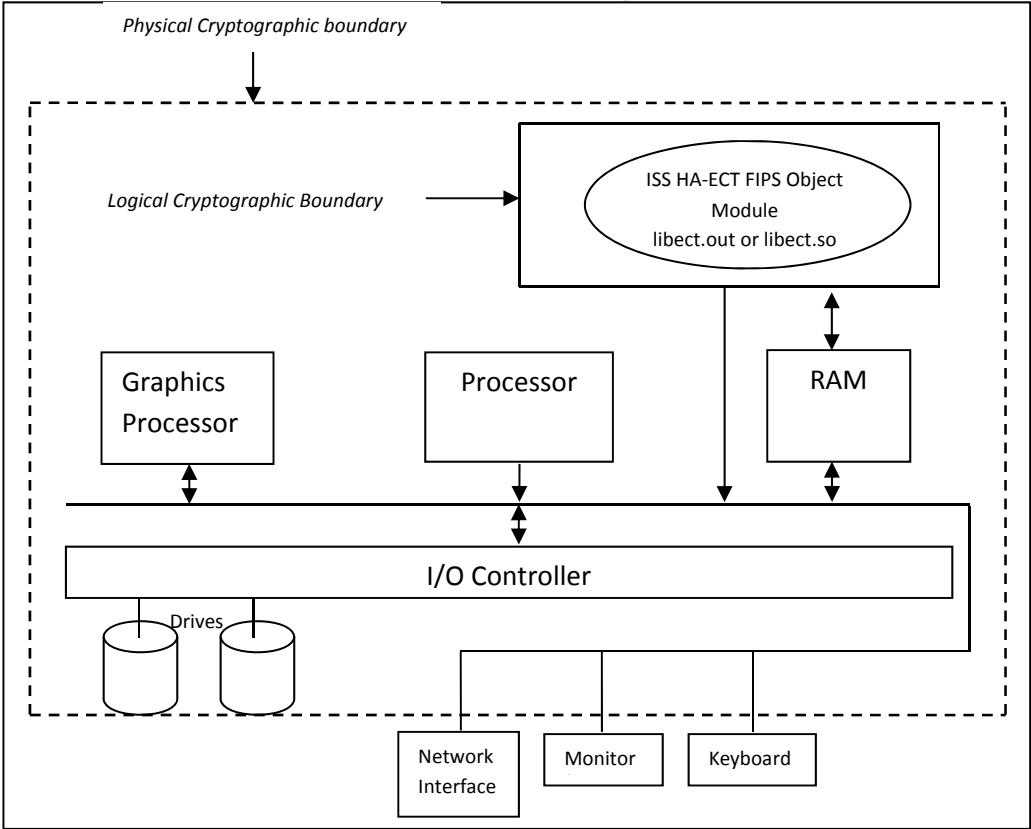 Physical Cryptographic boundary
Logical Cryptographic Boundary
ISS HA-ECT FIPS Object
Module
libect.out or libect.so
Graphics
Processor
Processor
RAM
I/O Controller
Drives
Network
Interface
Monitor
Keyboard